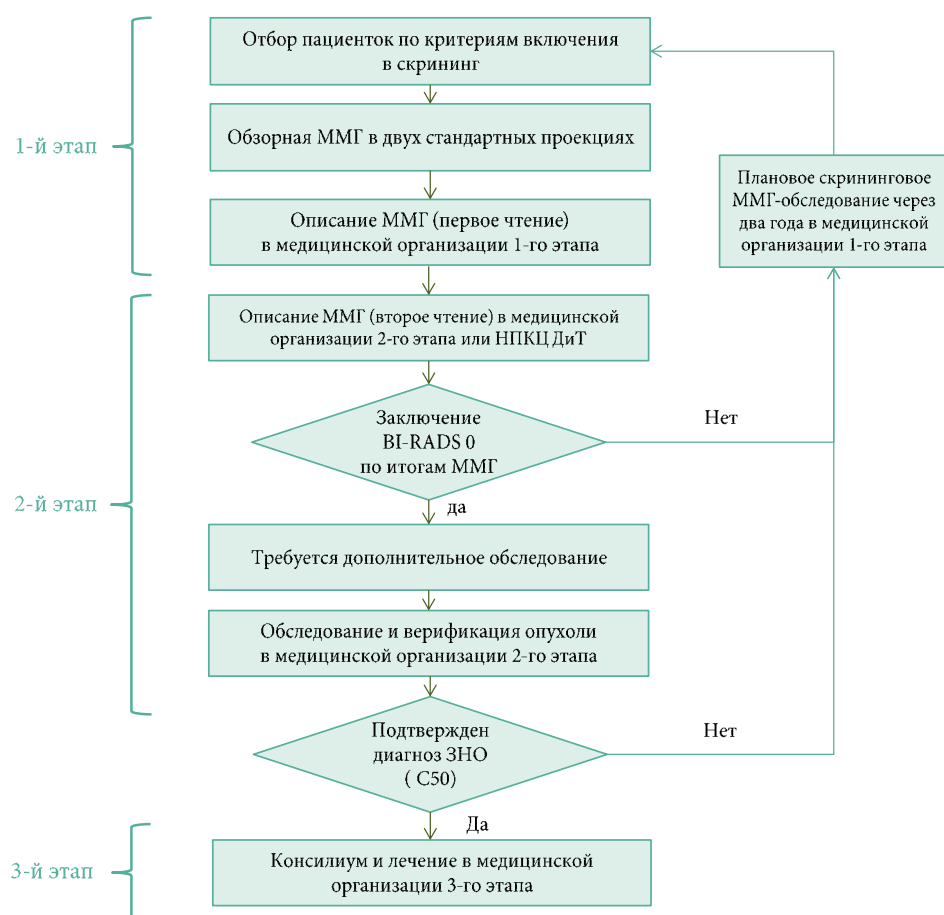 Отбор пациенток по критериям включения
в скрининг
1-й этап
Обзорная ММГ в двух стандартных проекциях
Описание ММГ (первое чтение)
в медицинской организации 1-го этапа
Плановое скрининговое
ММГ-обследование через
два года в медицинской
организации 1-го этапа
Описание ММГ (второе чтение) в медицинской
организации 2-го этапа или НПКЦ ДиТ
Заключение
BI-RADS 0
по итогам ММГ
Нет
да
2-й этап
Требуется дополнительное обследование
Обследование и верификация опухоли
в медицинской организации 2-го этапа
Подтвержден
диагноз ЗНО
( С50)
Нет
Да
3-й этап
Консилиум и лечение в медицинской
организации 3-го этапа